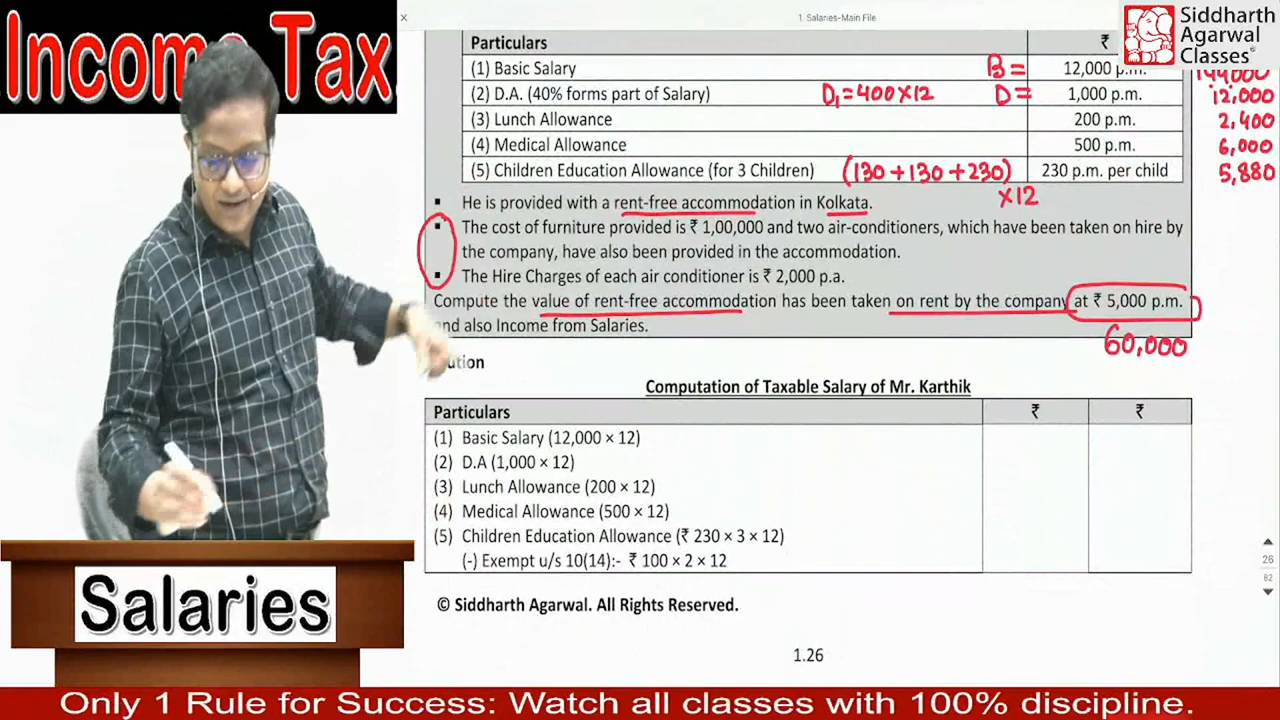 Income Tax
× 1. Salaries-Main File
Siddharth
Agarwal
Classes®
Particulars ₹
(1) Basic Salary B = 12,000 p.m. 144000
(2) D.A. (40% forms part of Salary) D₁ = 400×12 D = 1,000 p.m. 12,000
(3) Lunch Allowance 200 p.m. 2,400
(4) Medical Allowance 500 p.m. 6,000
(5) Children Education Allowance (for 3 Children) (130+130+230) 230 p.m. per child 5,880
×12
▪ He is provided with a rent-free accommodation in Kolkata.
▪ The cost of furniture provided is ₹ 1,00,000 and two air-conditioners, which have been taken on hire by
the company, have also been provided in the accommodation.
▪ The Hire Charges of each air conditioner is ₹ 2,000 p.a.
Compute the value of rent-free accommodation has been taken on rent by the company at ₹ 5,000 p.m.
and also Income from Salaries.
60,000
ution
Computation of Taxable Salary of Mr. Karthik
Particulars ₹ ₹
(1) Basic Salary (12,000 × 12)
(2) D.A (1,000 × 12)
(3) Lunch Allowance (200 × 12)
(4) Medical Allowance (500 × 12)
(5) Children Education Allowance (₹ 230 × 3 × 12)
(-) Exempt u/s 10(14):- ₹ 100 × 2 × 12
26
82
© Siddharth Agarwal. All Rights Reserved.
1.26
Salaries
Only 1 Rule for Success: Watch all classes with 100% discipline.